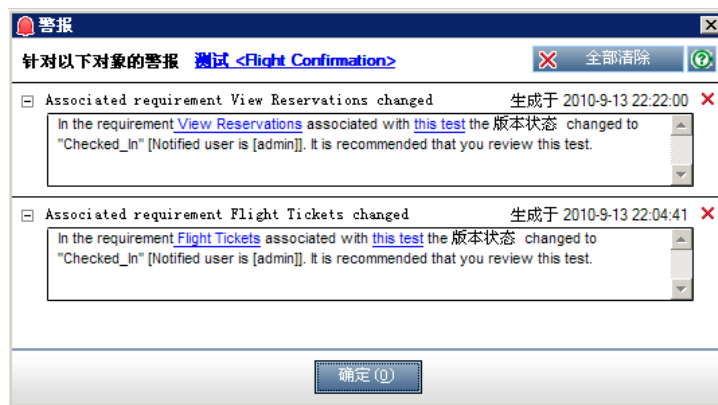 警报
针对以下对象的警报 测试 <Flight Confirmation> 全部清除
Associated requirement View Reservations changed 生成于 2010-9-13 22:22:00
In the requirement View Reservations associated with this test the 版本状态 changed to
"Checked_In" [Notified user is [admin]]. It is recommended that you review this test.
Associated requirement Flight Tickets changed 生成于 2010-9-13 22:04:41
In the requirement Flight Tickets associated with this test the 版本状态 changed to
"Checked_In" [Notified user is [admin]]. It is recommended that you review this test.
确定(O)